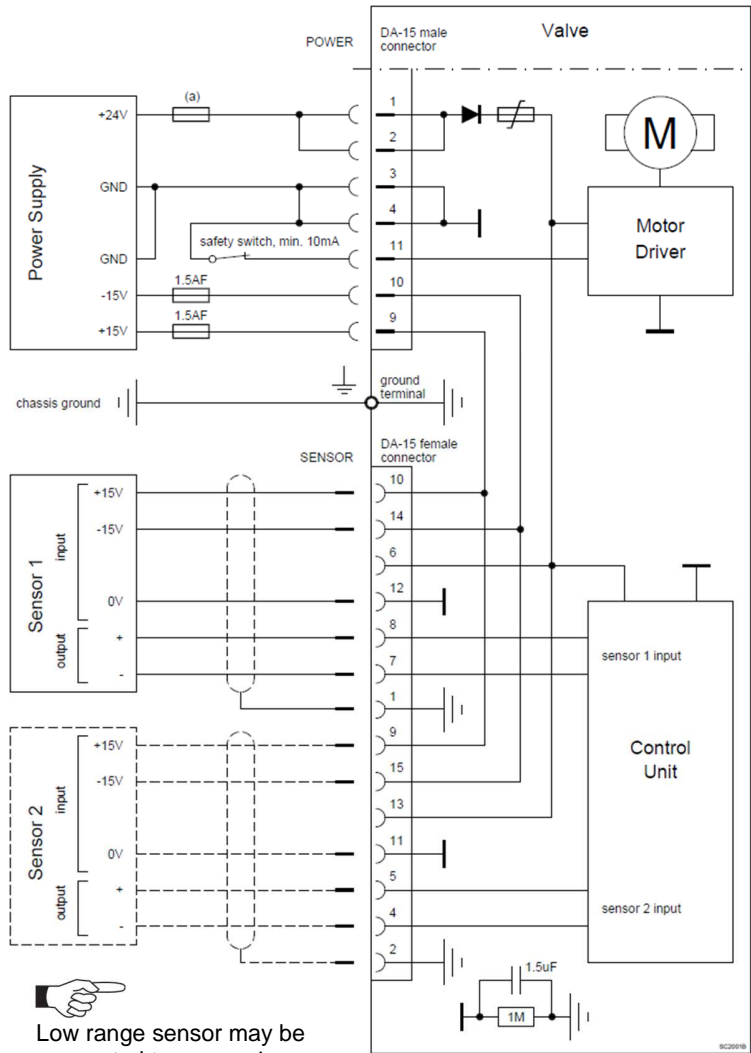 POWER
DA-15 male
connector
Valve
Power Supply
+24V
(a)
GND
GND
safety switch, min. 10mA
-15V
1.5AF
+15V
1.5AF
1
2
3
4
11
10
9
M
Motor
Driver
chassis ground
ground
terminal
SENSOR
DA-15 female
connector
Sensor 1
input
+15V
-15V
0V
output
+
-
10
14
6
12
8
7
1
sensor 1 input
Control
Unit
Sensor 2
input
+15V
-15V
0V
output
+
-
9
15
13
11
5
4
2
sensor 2 input
1.5uF
1M
Low range sensor may be
SC2001B